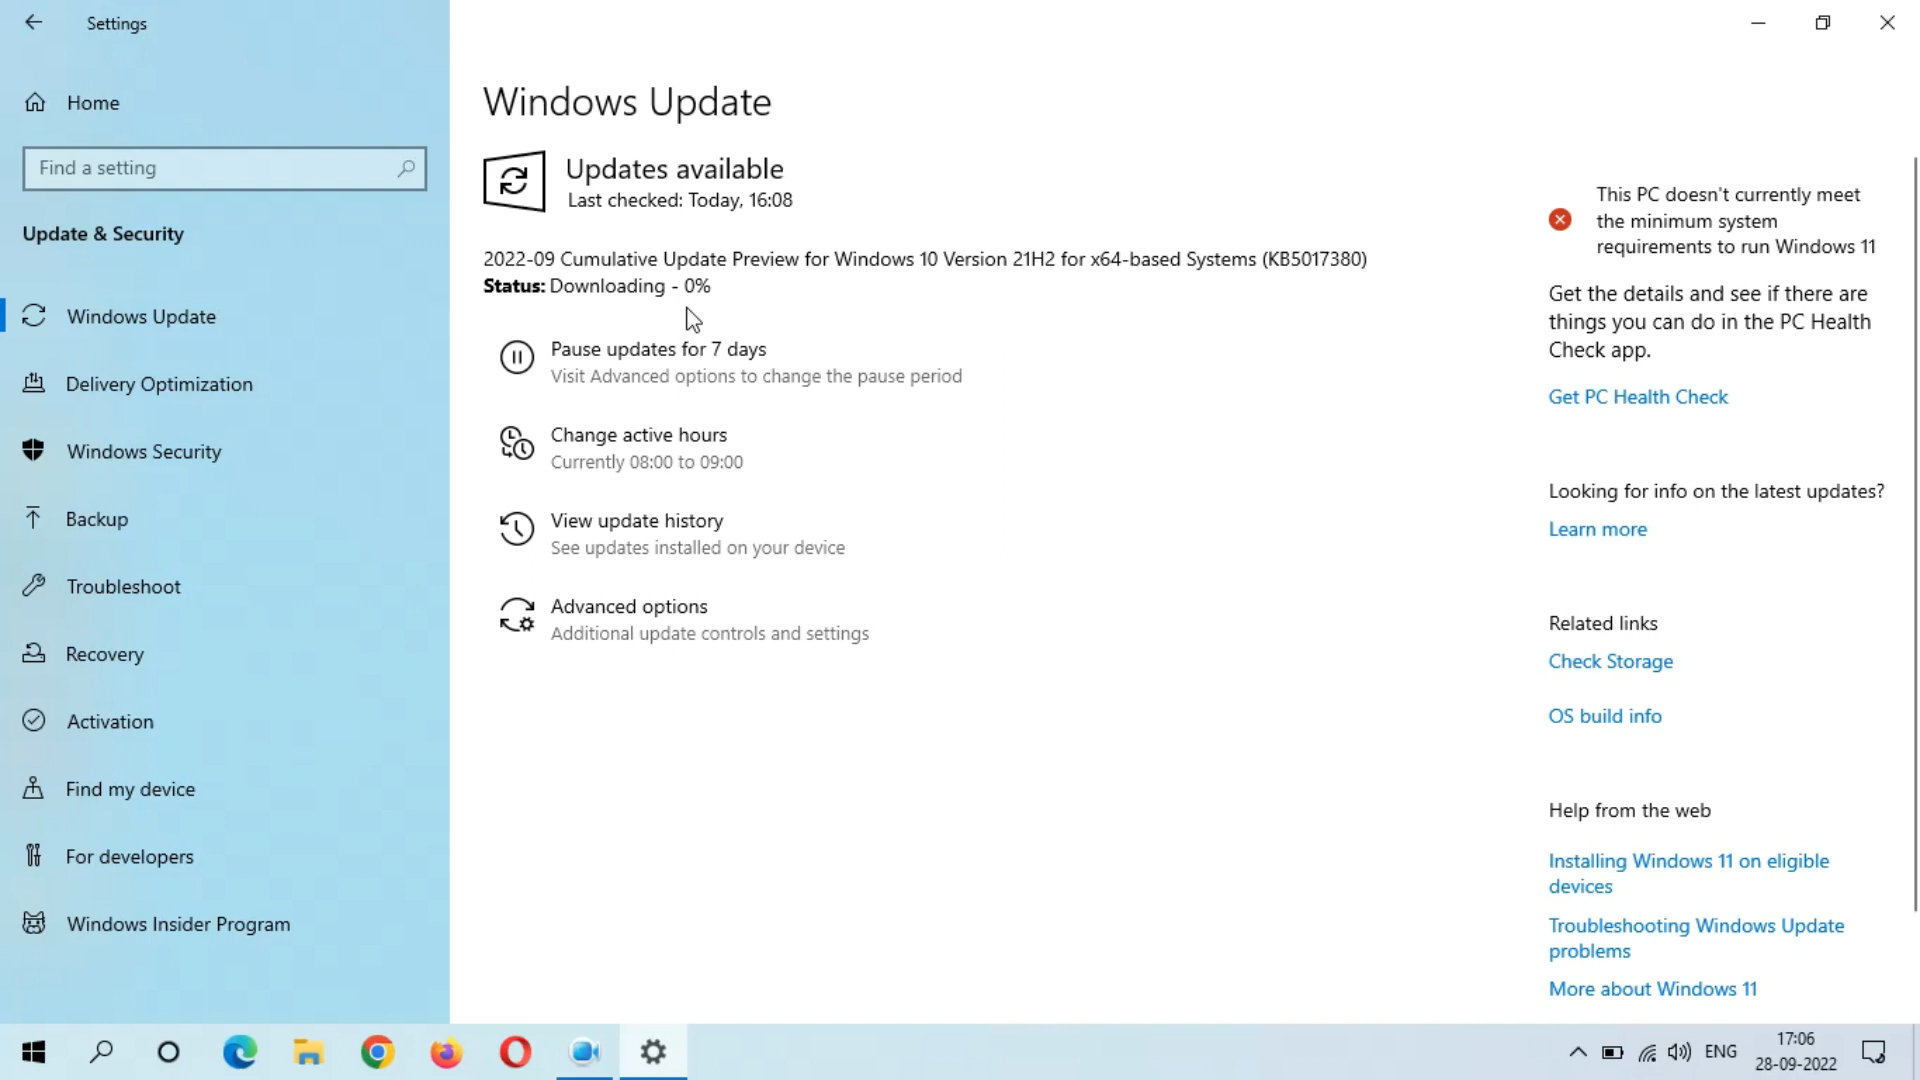 Settings
Home
Find a setting
Update & Security
Windows Update
Delivery Optimization
Windows Security
Backup
Troubleshoot
Recovery
Activation
Find my device
For developers
Windows Insider Program
Windows Update
Updates available
Last checked: Today, 16:08
2022-09 Cumulative Update Preview for Windows 10 Version 21H2 for x64-based Systems (KB5017380)
Status: Downloading - 0%
Pause updates for 7 days
Visit Advanced options to change the pause period
Change active hours
Currently 08:00 to 09:00
View update history
See updates installed on your device
Advanced options
Additional update controls and settings
This PC doesn't currently meet
the minimum system
requirements to run Windows 11
Get the details and see if there are
things you can do in the PC Health
Check app.
Get PC Health Check
Looking for info on the latest updates?
Learn more
Related links
Check Storage
OS build info
Help from the web
Installing Windows 11 on eligible
devices
Troubleshooting Windows Update
problems
More about Windows 11
ENG
17:06
28-09-2022